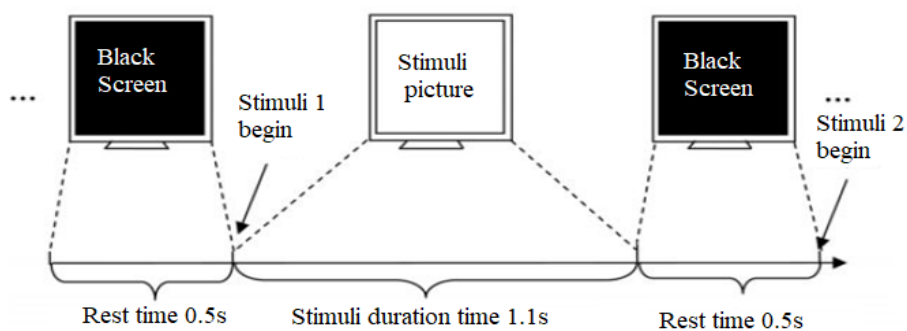 Black
Screen
Stimuli
picture
Black
Screen
...
...
Stimuli 1
begin
Stimuli 2
begin
Rest time 0.5s
Stimuli duration time 1.1s
Rest time 0.5s